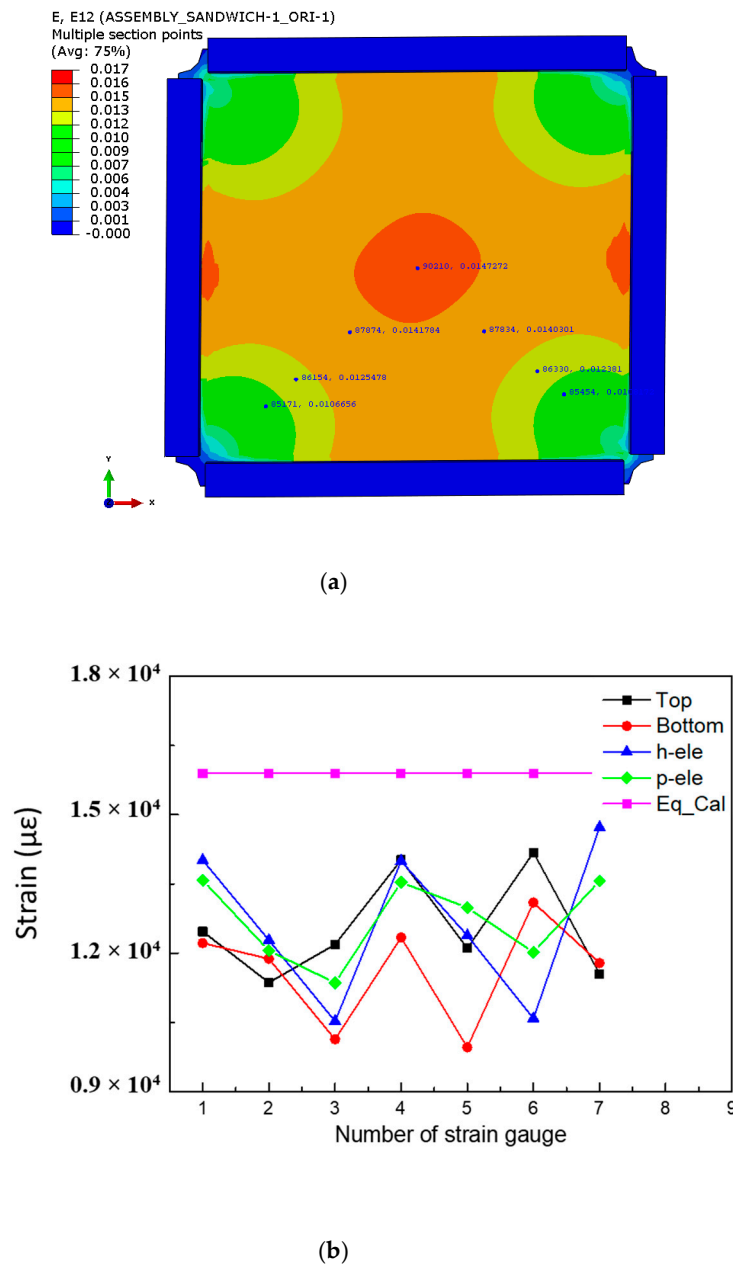 E, E12 (ASSEMBLY_SANDWICH-1_ORI-1)
Multiple section points
(Avg: 75%)
0.017
0.016
0.015
0.013
0.012
0.010
0.009
0.007
0.006
0.004
0.003
0.001
-0.000
90210, 0.0147272
87874, 0.0141784
87834, 0.0140301
86154, 0.0125478
86330, 0.012381
85171, 0.0106656
Y
X
(a)
1.8 × 10⁴
1.5 × 10⁴
1.2 × 10⁴
0.9 × 10⁴
Strain (µε)
Top
Bottom
h-ele
p-ele
Eq_Cal
1 2 3 4 5 6 7 8 9
Number of strain gauge
(b)